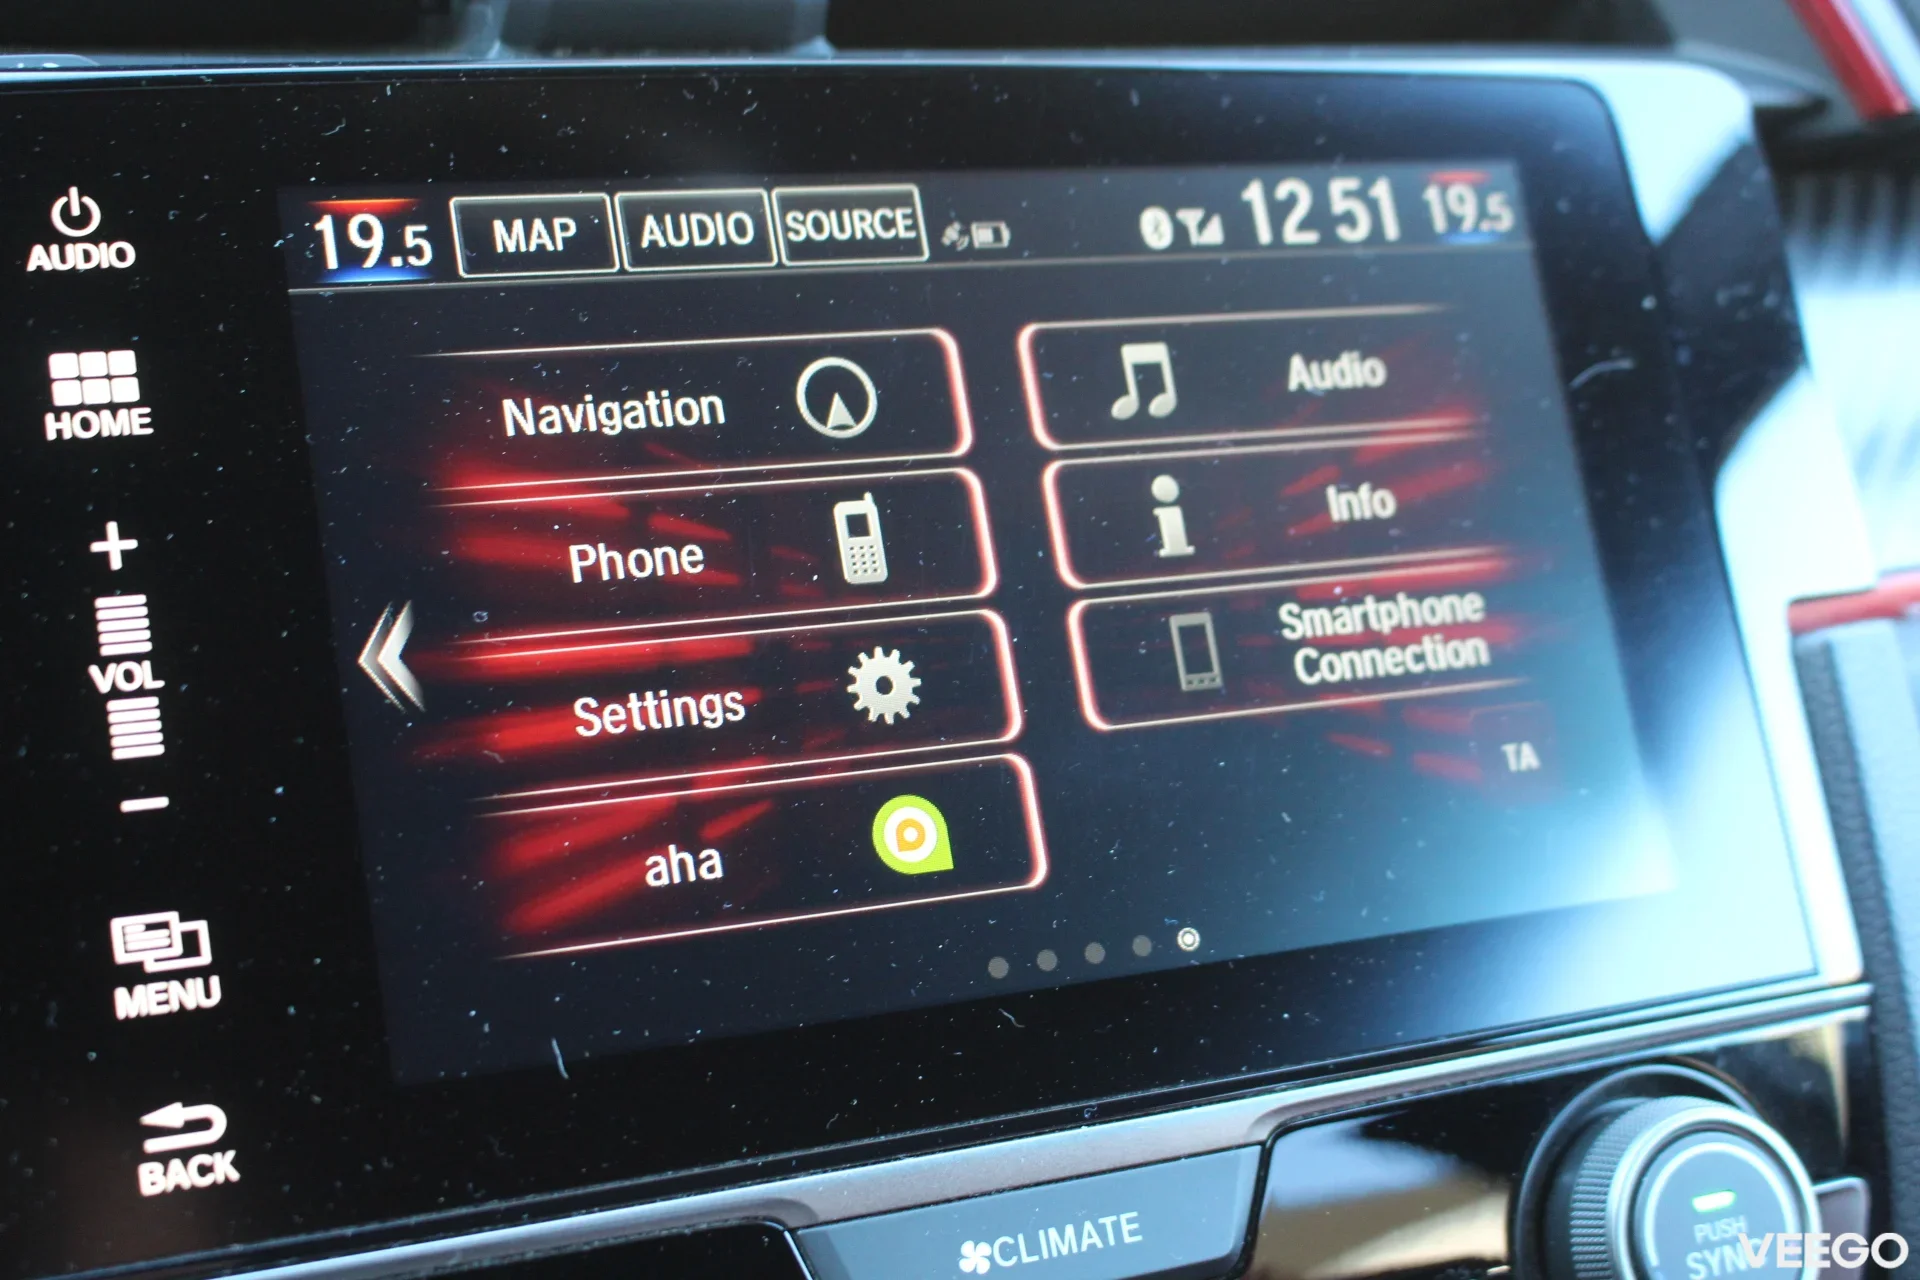 AUDIO
HOME
+
VOL
−
MENU
BACK
19.5
MAP
AUDIO
SOURCE
12 51
19.5
Navigation
Audio
Phone
Info
Settings
Smartphone
Connection
aha
TA
CLIMATE
PUSH
SYNC
VEEGO